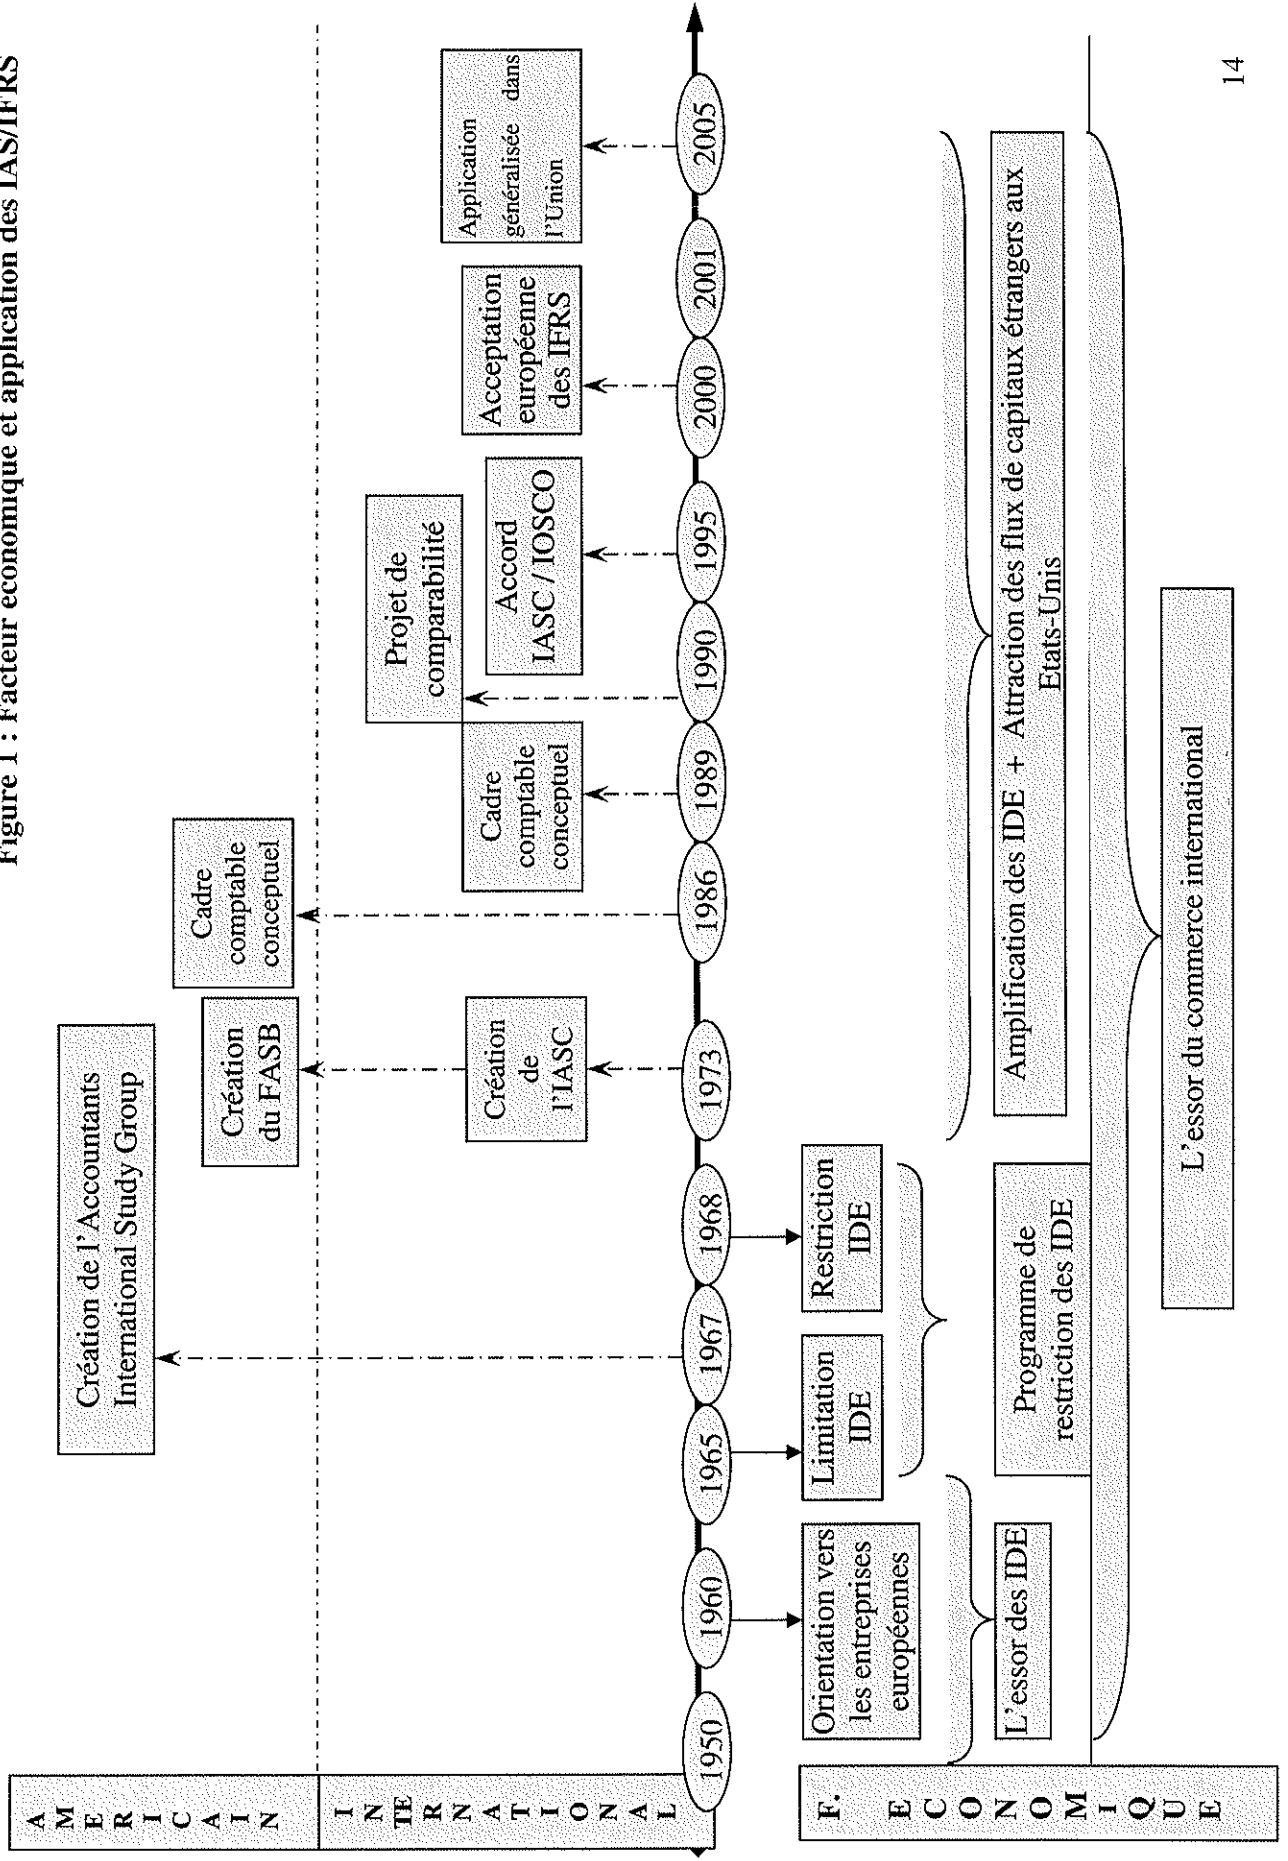 Figure 1 : Facteur economique et application des IAS/IFRS
AMERICAIN
Création de l'Accountants
International Study Group
Création
du FASB
Cadre
comptable
conceptuel
INTERNATIONAL
Création
de
l'IASC
Cadre
comptable
conceptuel
Projet de
comparabilité
Accord
IASC / IOSCO
Acceptation
européenne
des IFRS
Application
généralisée dans
l'Union
1950
1960
1965
1967
1968
1973
1986
1989
1990
1995
2000
2001
2005
F. ECONOMIQUE
Orientation vers
les entreprises
européennes
Limitation
IDE
Restriction
IDE
L'essor des IDE
Programme de
restriction des IDE
Amplification des IDE + Attraction des flux de capitaux étrangers aux
Etats-Unis
L'essor du commerce international
14